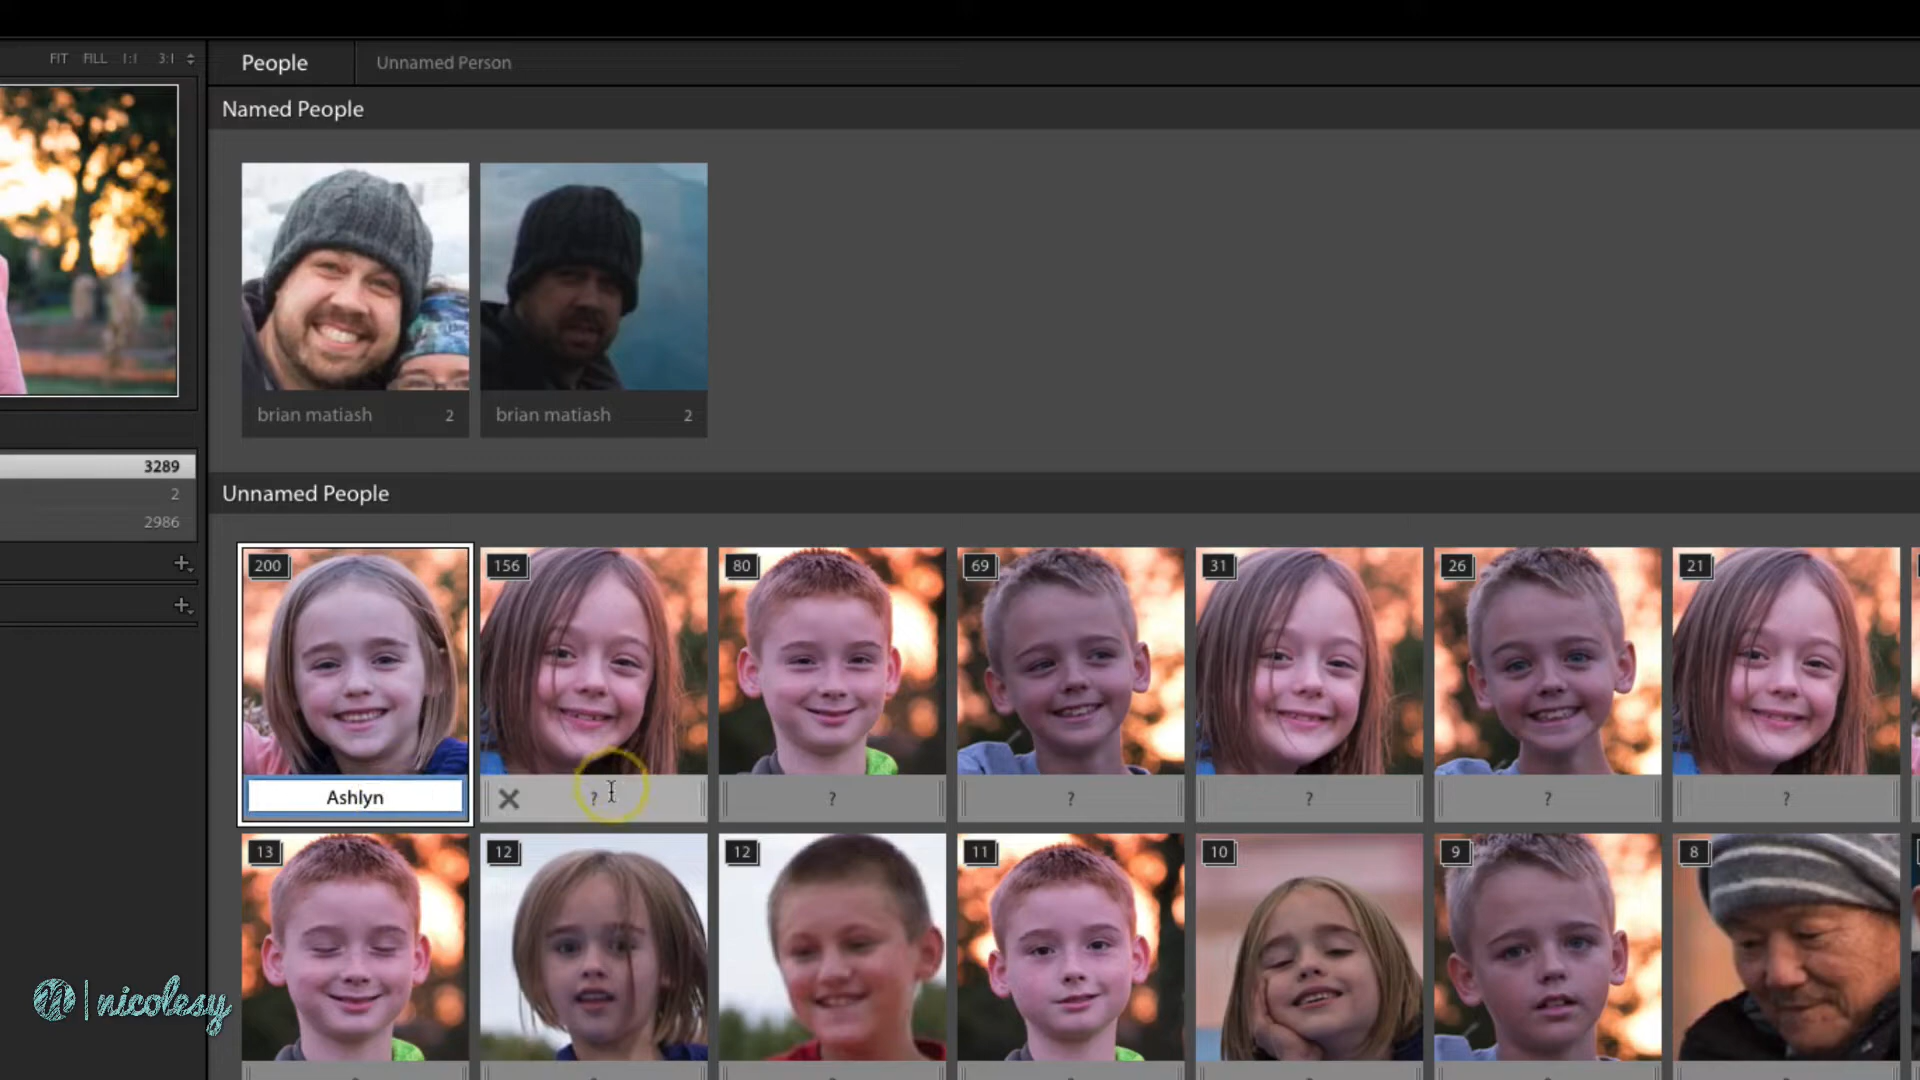 FIT FILL 1:1 3:1
People Unnamed Person
Named People
brian matiash 2 brian matiash 2
3289
2
2986
Unnamed People
200 156 80 69 31 26 21
Ashlyn ? ? ? ? ? ?
13 12 12 11 10 9 8
nicolesy